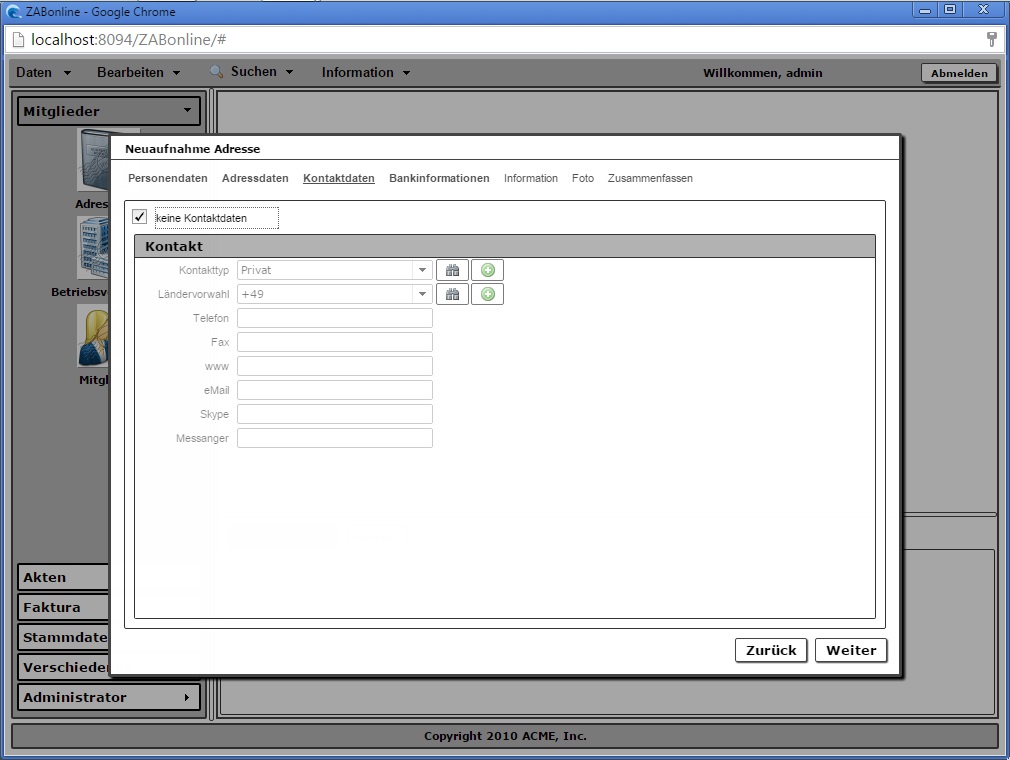 ZABonline - Google Chrome
localhost:8094/ZABonline/#
Daten Bearbeiten Suchen Information Willkommen, admin Abmelden
Mitglieder
Neuaufnahme Adresse
Personendaten Adressdaten Kontaktdaten Bankinformationen Information Foto Zusammenfassen
Adres
keine Kontaktdaten
Kontakt
Kontakttyp Privat
Ländervorwahl +49
Betriebsv
Telefon
Fax
www
eMail
Mitgl
Skype
Messanger
Akten
Faktura
Stammdate
Zurück Weiter
Verschieder
Administrator
Copyright 2010 ACME, Inc.